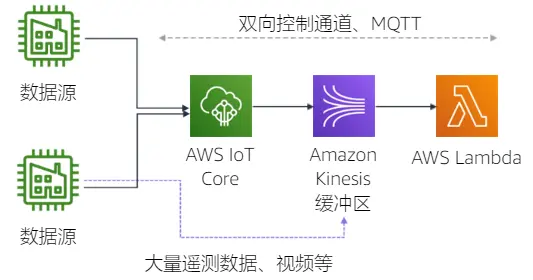 双向控制通道、MQTT
数据源
AWS IoT
Core
Amazon
Kinesis
缓冲区
AWS Lambda
数据源
大量遥测数据、视频等